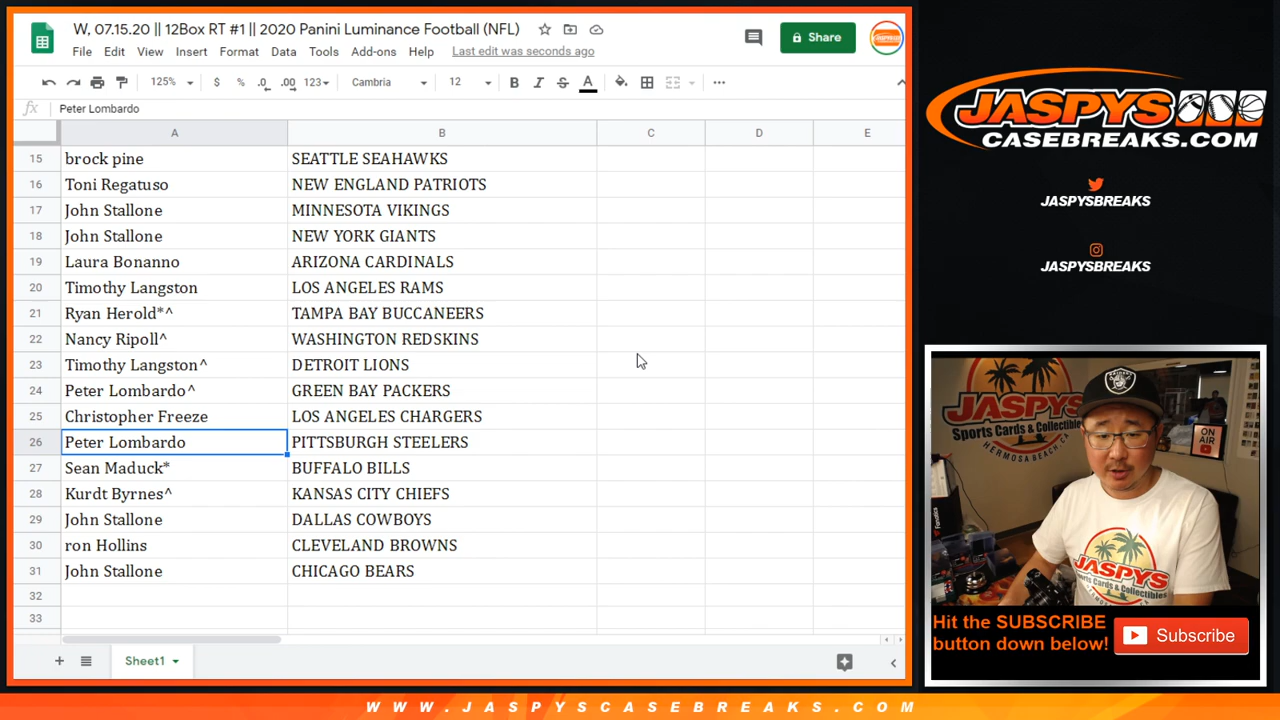 W, 07.15.20 || 12Box RT #1 || 2020 Panini Luminance Football (NFL)
File Edit View Insert Format Data Tools Add-ons Help Last edit was seconds ago
Share
125% $ % .0 .00 123 Cambria 12 B I S A
fx Peter Lombardo
A B C D E
15 brock pine SEATTLE SEAHAWKS
16 Toni Regatuso NEW ENGLAND PATRIOTS
17 John Stallone MINNESOTA VIKINGS
18 John Stallone NEW YORK GIANTS
19 Laura Bonanno ARIZONA CARDINALS
20 Timothy Langston LOS ANGELES RAMS
21 Ryan Herold*^ TAMPA BAY BUCCANEERS
22 Nancy Ripoll^ WASHINGTON REDSKINS
23 Timothy Langston^ DETROIT LIONS
24 Peter Lombardo^ GREEN BAY PACKERS
25 Christopher Freeze LOS ANGELES CHARGERS
26 Peter Lombardo PITTSBURGH STEELERS
27 Sean Maduck* BUFFALO BILLS
28 Kurdt Byrnes^ KANSAS CITY CHIEFS
29 John Stallone DALLAS COWBOYS
30 ron Hollins CLEVELAND BROWNS
31 John Stallone CHICAGO BEARS
32
33
Sheet1
JASPYS
CASEBREAKS.COM
JASPYSBREAKS
JASPYSBREAKS
JASPYS
Sports Cards & Collectibles
HERMOSA BEACH, CA
ON AIR
RAIDERS
JASPYS
Sports Cards & Collectibles
Fanatics
Hit the SUBSCRIBE
button down below!
Subscribe
WWW.JASPYSCASEBREAKS.COM